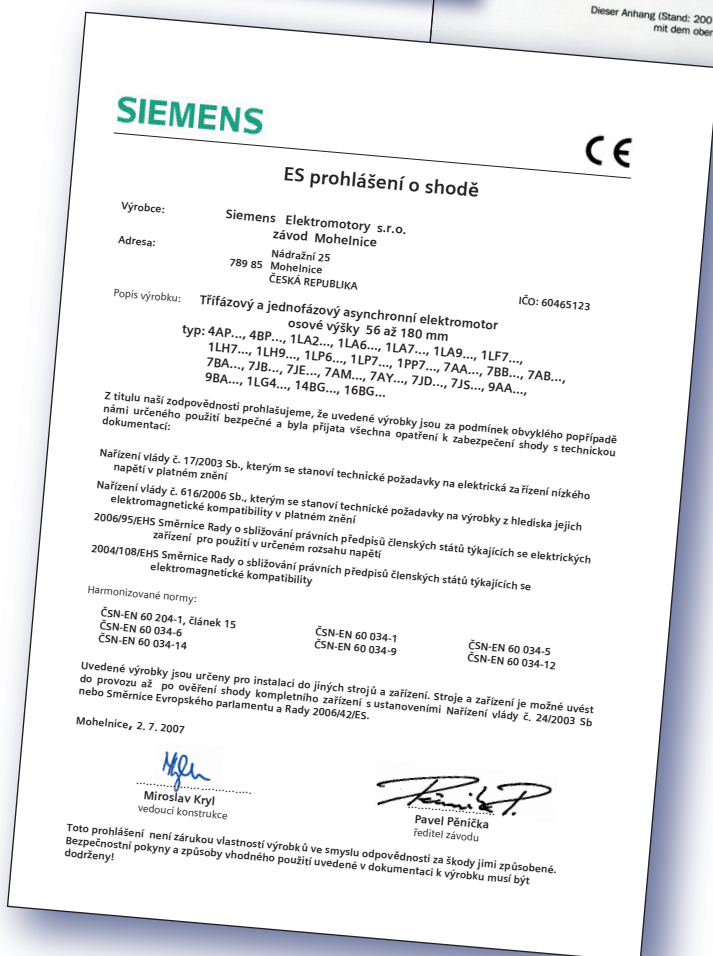 Dieser Anhang (Stand: 200
mit dem ober
SIEMENS
CE
ES prohlášení o shodě
Výrobce: Siemens Elektromotory s.r.o.
závod Mohelnice
Adresa: Nádražní 25
789 85 Mohelnice
ČESKÁ REPUBLIKA
IČO: 60465123
Popis výrobku: Třífázový a jednofázový asynchronní elektromotor
osové výšky 56 až 180 mm
typ: 4AP..., 4BP..., 1LA2..., 1LA6..., 1LA7..., 1LA9..., 1LF7...,
1LH7..., 1LH9..., 1LP6..., 1LP7..., 1PP7..., 7AA..., 7BB..., 7AB...,
7BA..., 7JB..., 7JE..., 7AM..., 7AY..., 7JD..., 7JS..., 9AA...,
9BA..., 1LG4..., 14BG..., 16BG...
Z titulu naší zodpovědnosti prohlašujeme, že uvedené výrobky jsou za podmínek obvyklého popřípadě
námi určeného použití bezpečné a byla přijata všechna opatření k zabezpečení shody s technickou
dokumentací:
Nařízení vlády č. 17/2003 Sb., kterým se stanoví technické požadavky na elektrická zařízení nízkého
napětí v platném znění
Nařízení vlády č. 616/2006 Sb., kterým se stanoví technické požadavky na výrobky z hlediska jejich
elektromagnetické kompatibility v platném znění
2006/95/EHS Směrnice Rady o sbližování právních předpisů členských států týkajících se elektrických
zařízení pro použití v určeném rozsahu napětí
2004/108/EHS Směrnice Rady o sbližování právních předpisů členských států týkajících se
elektromagnetické kompatibility
Harmonizované normy:
ČSN-EN 60 204-1, článek 15 ČSN-EN 60 034-1 ČSN-EN 60 034-5
ČSN-EN 60 034-6 ČSN-EN 60 034-9 ČSN-EN 60 034-12
ČSN-EN 60 034-14
Uvedené výrobky jsou určeny pro instalaci do jiných strojů a zařízení. Stroje a zařízení je možné uvést
do provozu až po ověření shody kompletního zařízení s ustanoveními Nařízení vlády č. 24/2003 Sb
nebo Směrnice Evropského parlamentu a Rady 2006/42/ES.
Mohelnice, 2. 7. 2007
Miroslav Kryl
vedoucí konstrukce
Pavel Pěnička
ředitel závodu
Toto prohlášení není zárukou vlastností výrobků ve smyslu odpovědnosti za škody jimi způsobené.
Bezpečnostní pokyny a způsoby vhodného použití uvedené v dokumentaci k výrobku musí být
dodrženy!